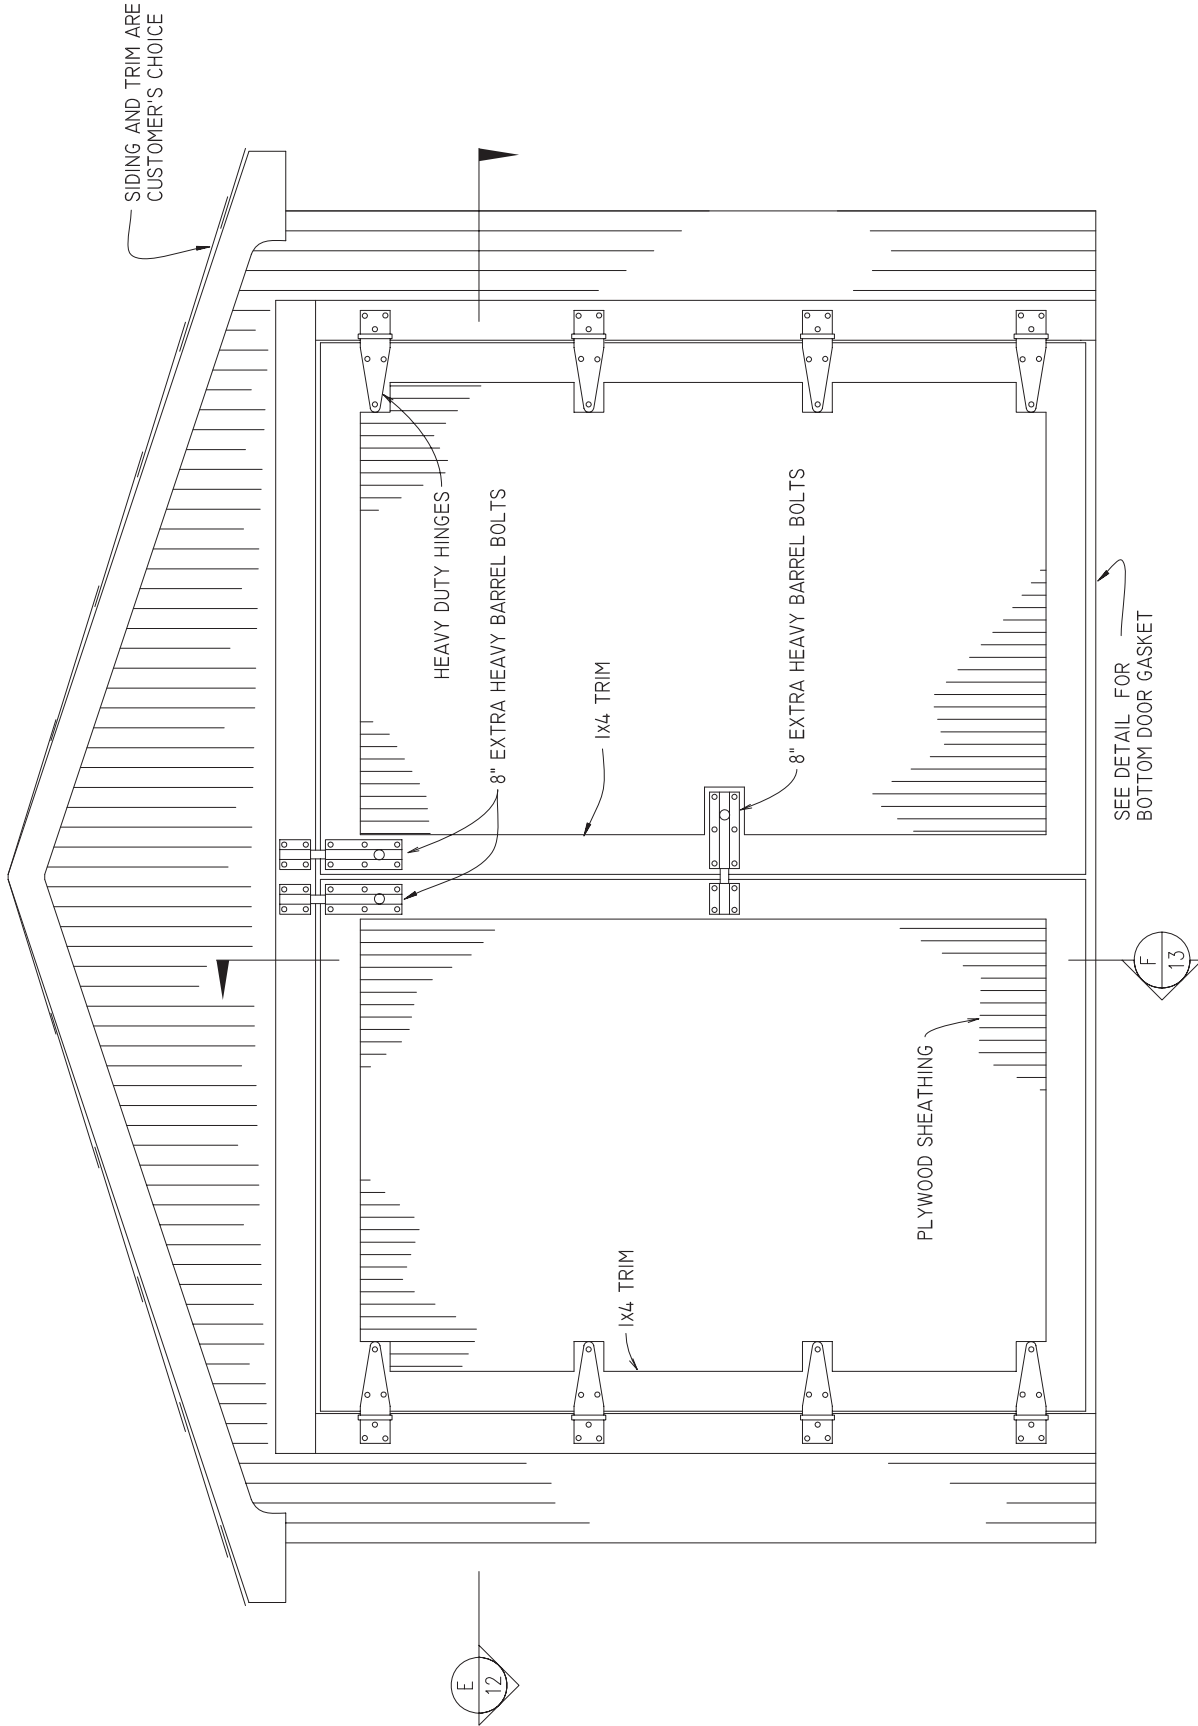 SIDING AND TRIM ARE
CUSTOMER'S CHOICE
HEAVY DUTY HINGES
8" EXTRA HEAVY BARREL BOLTS
1x4 TRIM
8" EXTRA HEAVY BARREL BOLTS
SEE DETAIL FOR
BOTTOM DOOR GASKET
PLYWOOD SHEATHING
1x4 TRIM
E
12
F
13